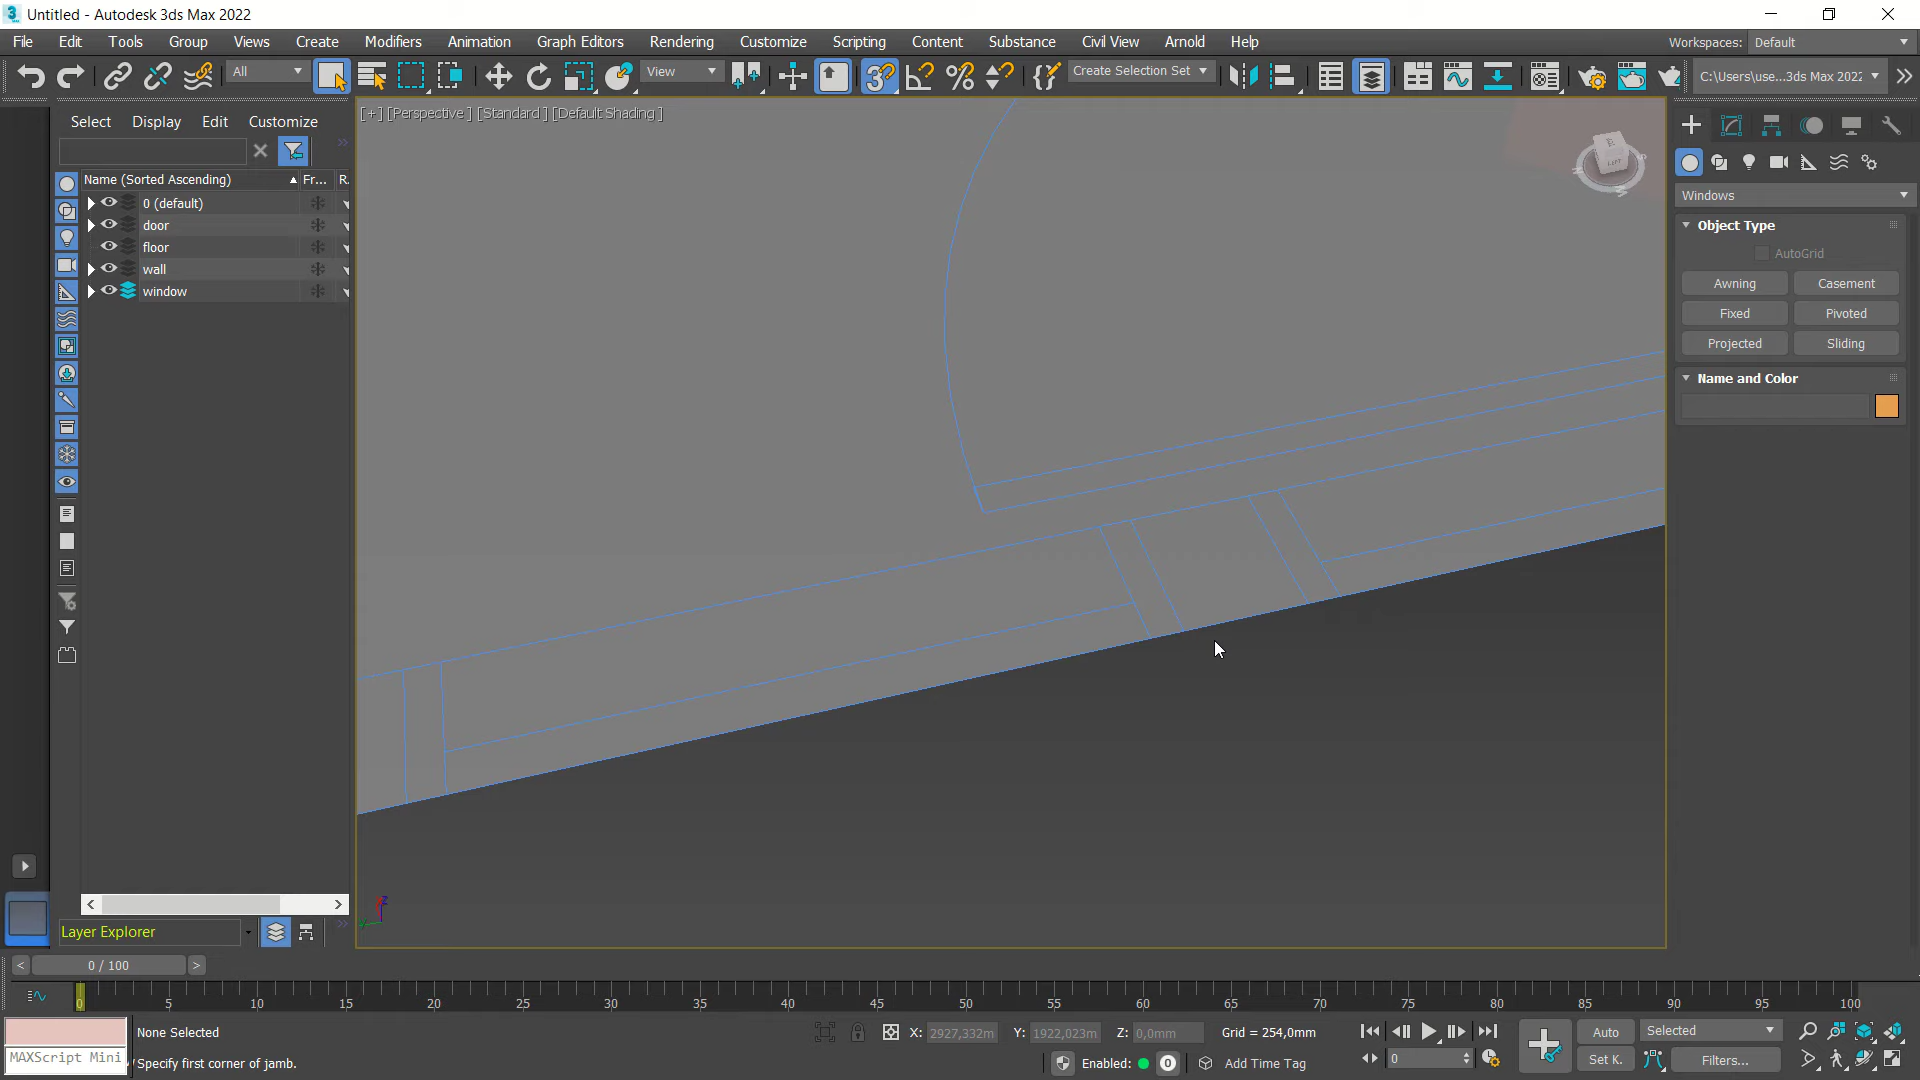 Untitled - Autodesk 3ds Max 2022
File Edit Tools Group Views Create Modifiers Animation Graph Editors Rendering Customize Scripting Content Substance Civil View Arnold Help
Workspaces: Default
All
View
Create Selection Set
C:\Users\use...3ds Max 2022
Select Display Edit Customize
[+] [Perspective ] [Standard ] [Default Shading ]
Name (Sorted Ascending) Fr... R.
0 (default)
door
floor
wall
window
LEFT
Windows
Object Type
AutoGrid
Awning Casement
Fixed Pivoted
Projected Sliding
Name and Color
z
Layer Explorer
< 0 / 100 >
0 5 10 15 20 25 30 35 40 45 50 55 60 65 70 75 80 85 90 95 100
None Selected
X: 2927,332m Y: 1922,023m Z: 0,0mm Grid = 254,0mm
Auto Selected
MAXScript Mini
Specify first corner of jamb.
Enabled: 0 Add Time Tag
0
Set K. Filters...